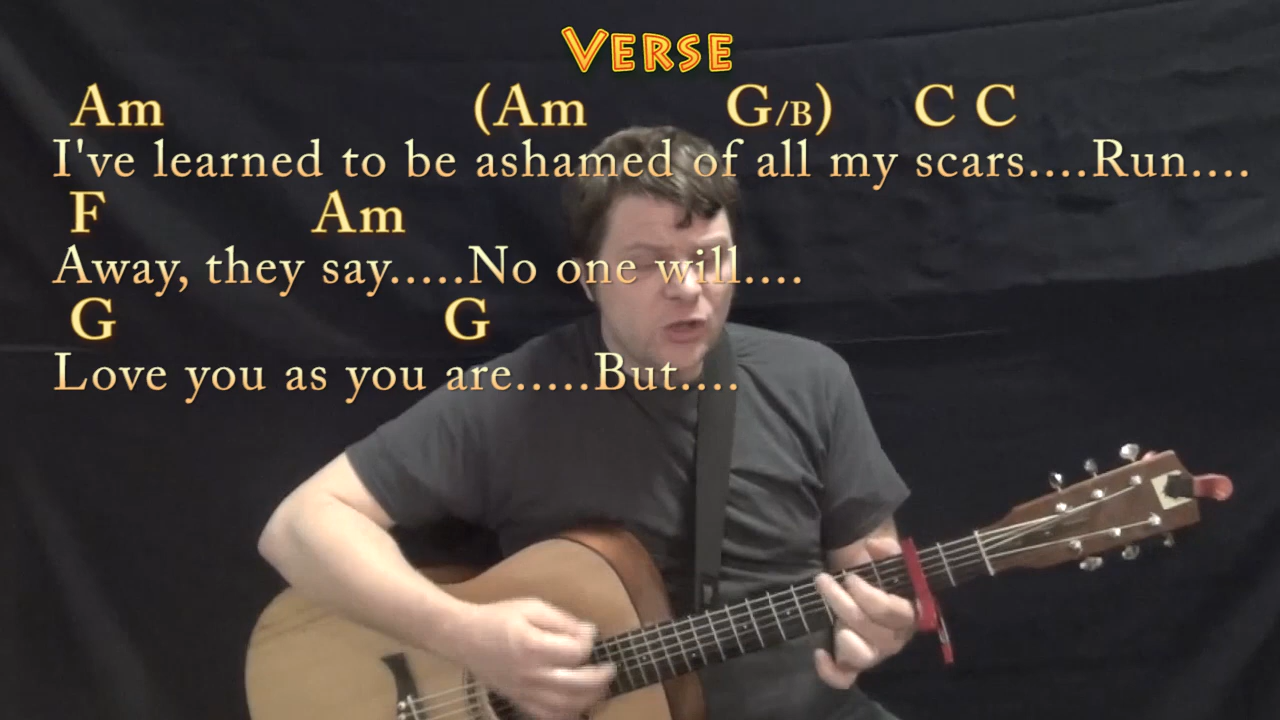 VERSE
Am (Am G/B) C C
I've learned to be ashamed of all my scars....Run....
F Am
Away, they say.....No one will....
G G
Love you as you are.....But....